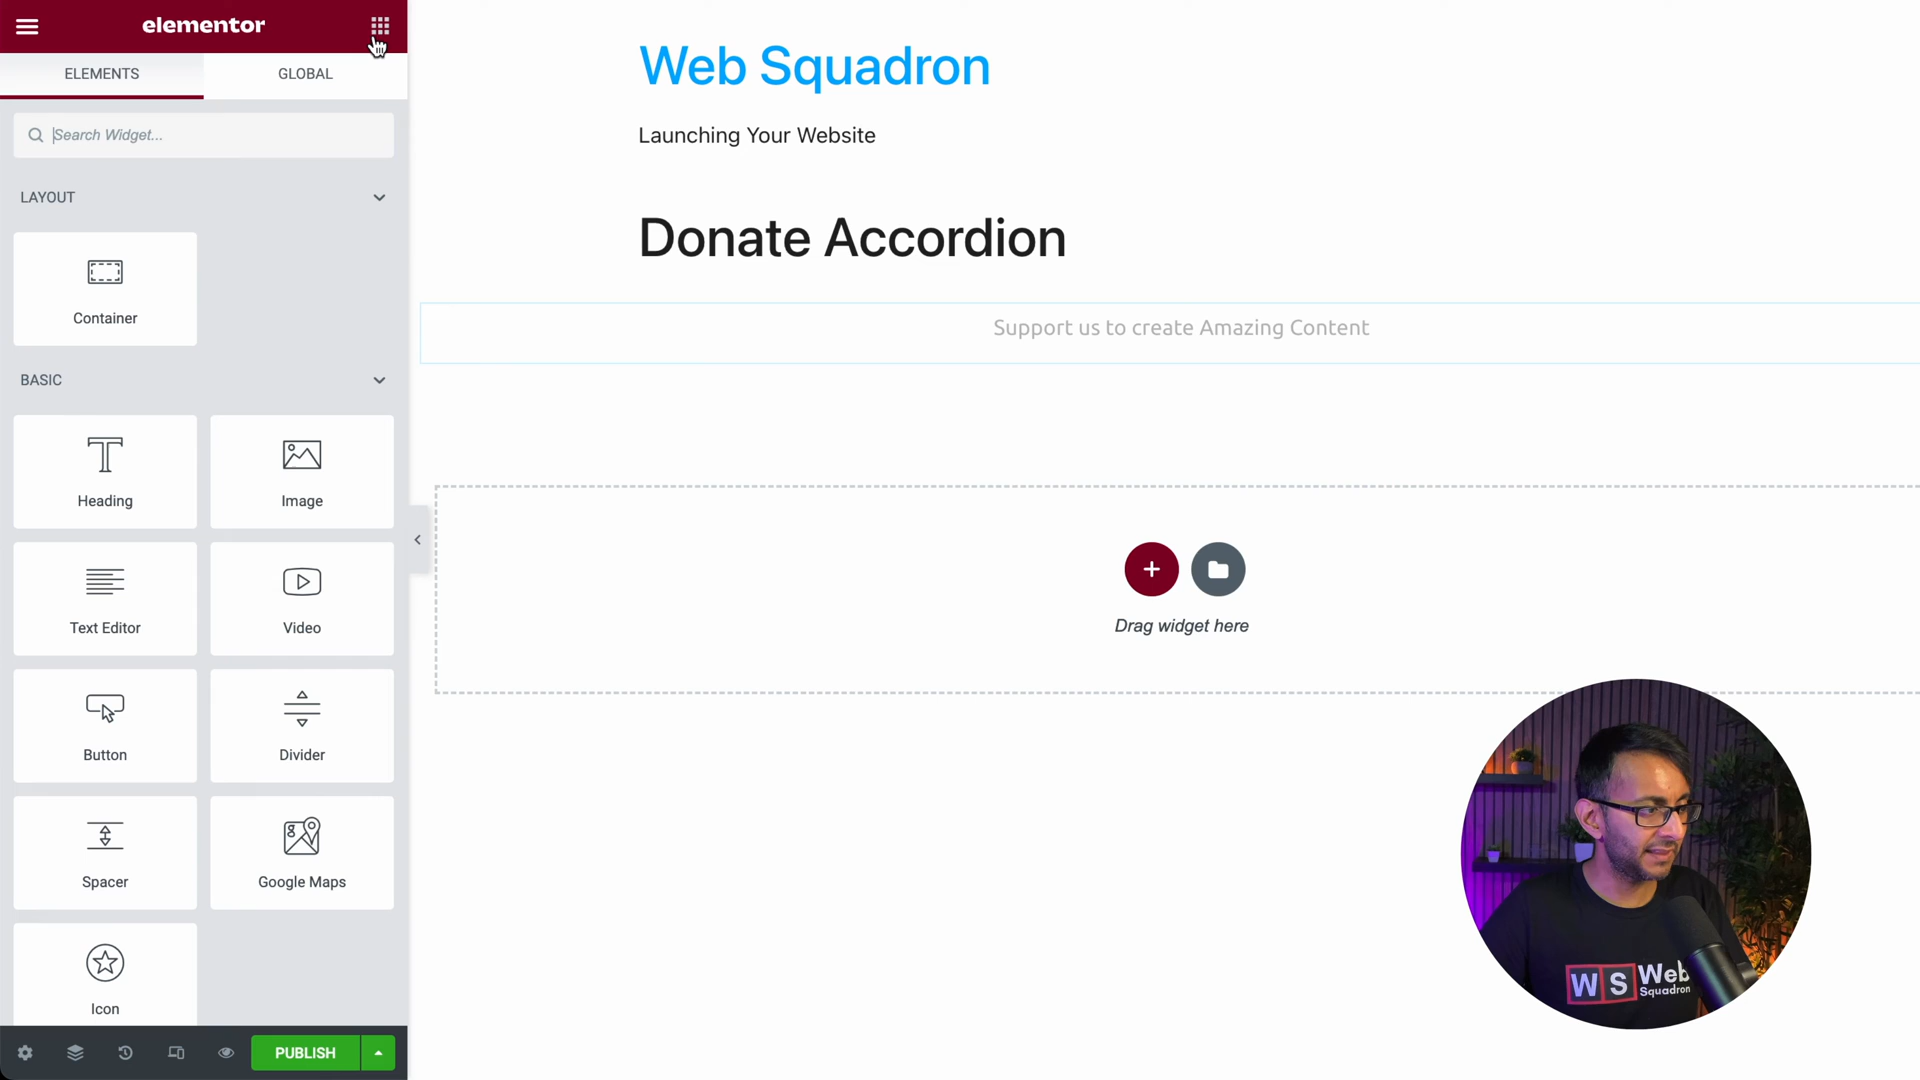 elementor
ELEMENTS
GLOBAL
Search Widget...
LAYOUT
Container
BASIC
Heading
Image
Text Editor
Video
Button
Divider
Spacer
Google Maps
Icon
PUBLISH
Web Squadron
Launching Your Website
Donate Accordion
Support us to create Amazing Content
Drag widget here
WS Web
Squadron